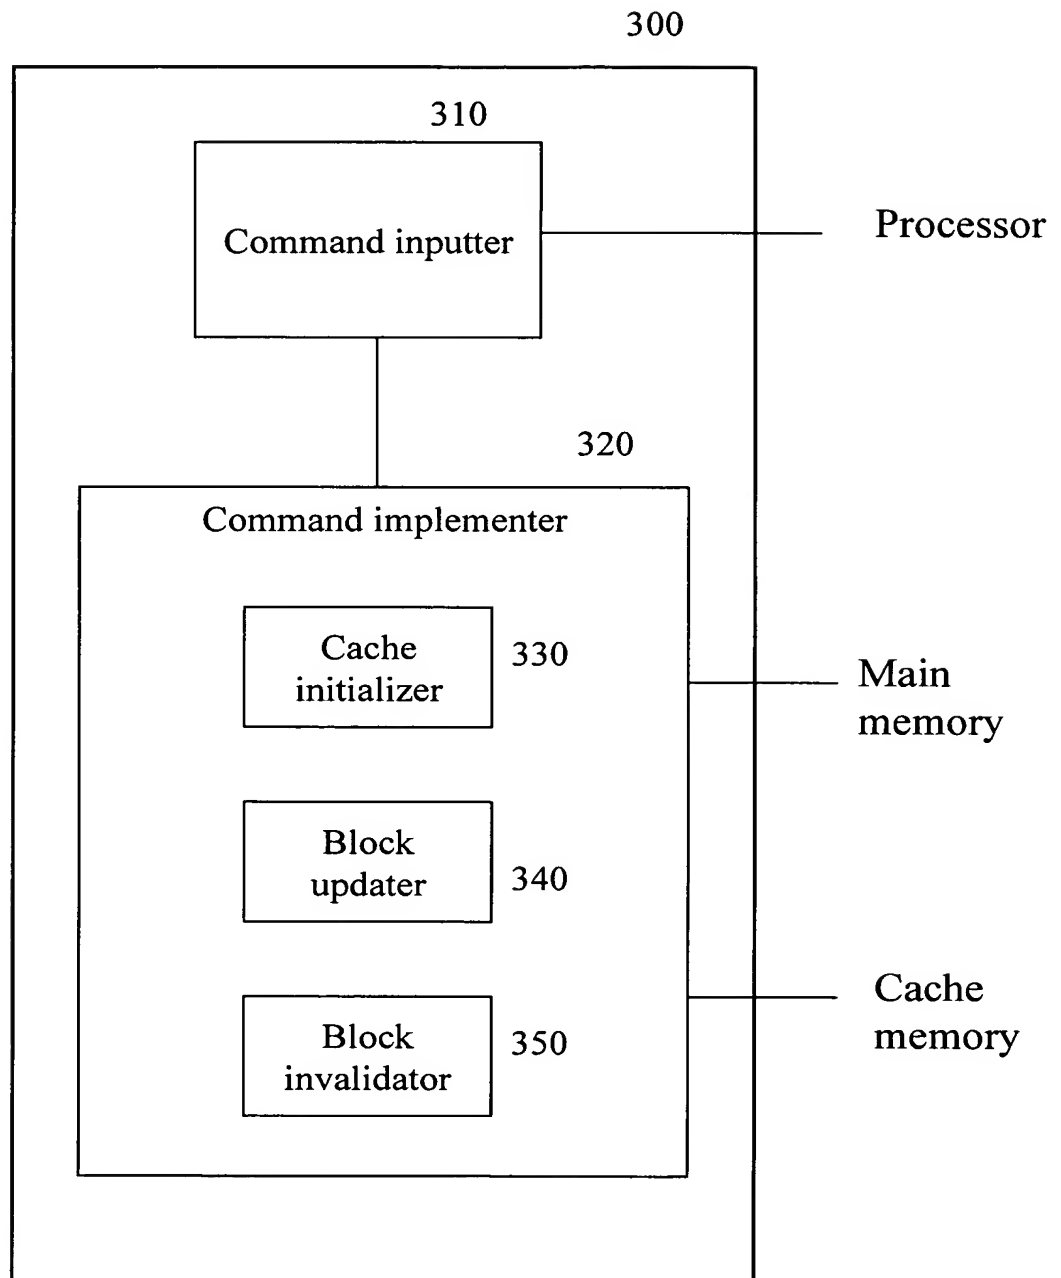 300
310
Command inputter
Processor
320
Command implementer
Cache
initializer
330
Main
memory
Block
updater
340
Cache
memory
Block
invalidator
350